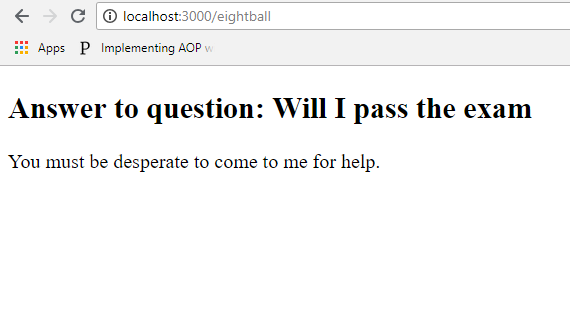 localhost:3000/eightball
Apps P Implementing AOP w
Answer to question: Will I pass the exam
You must be desperate to come to me for help.